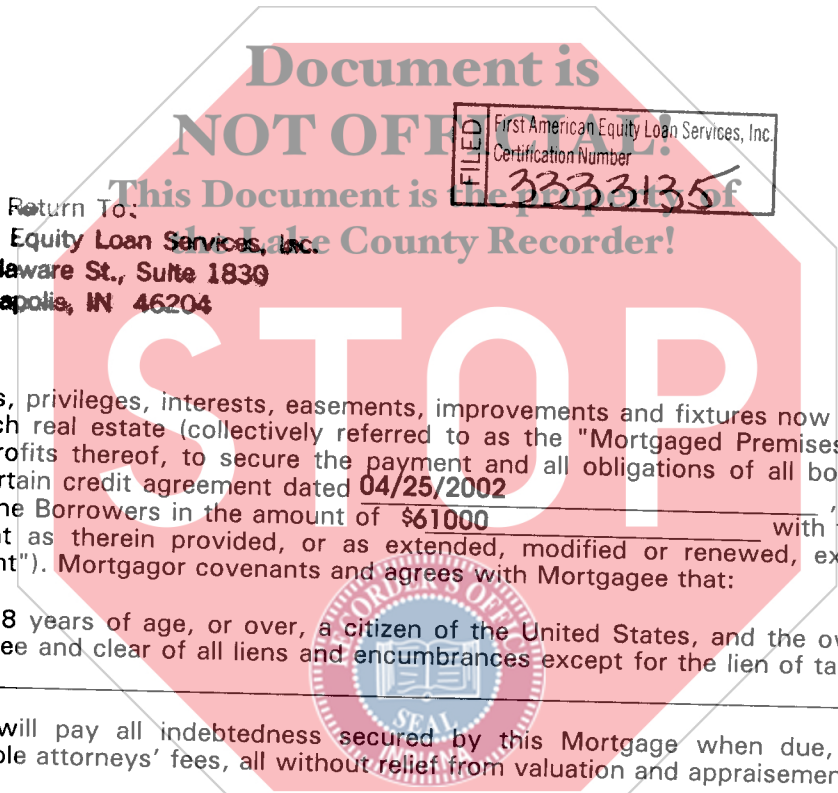 Document is
NOT OFFICIAL!
This Document is the property of
the Lake County Recorder!
FILED
First American Equity Loan Services, Inc.
Certification Number
3333135
Return To:
Equity Loan Services, Inc.
laware St., Suite 1830
apolis, IN 46204
STOP
s, privileges, interests, easements, improvements and fixtures now
ch real estate (collectively referred to as the "Mortgaged Premises
rofits thereof, to secure the payment and all obligations of all bo
rtain credit agreement dated 04/25/2002 ,
ne Borrowers in the amount of $61000 with
t as therein provided, or as extended, modified or renewed, ex
nt"). Mortgagor covenants and agrees with Mortgagee that:
8 years of age, or over, a citizen of the United States, and the ow
ee and clear of all liens and encumbrances except for the lien of ta
will pay all indebtedness secured by this Mortgage when due,
ole attorneys' fees, all without relief from valuation and appraisemen
RECORDER'S OFFICE
SEAL
INDIANA